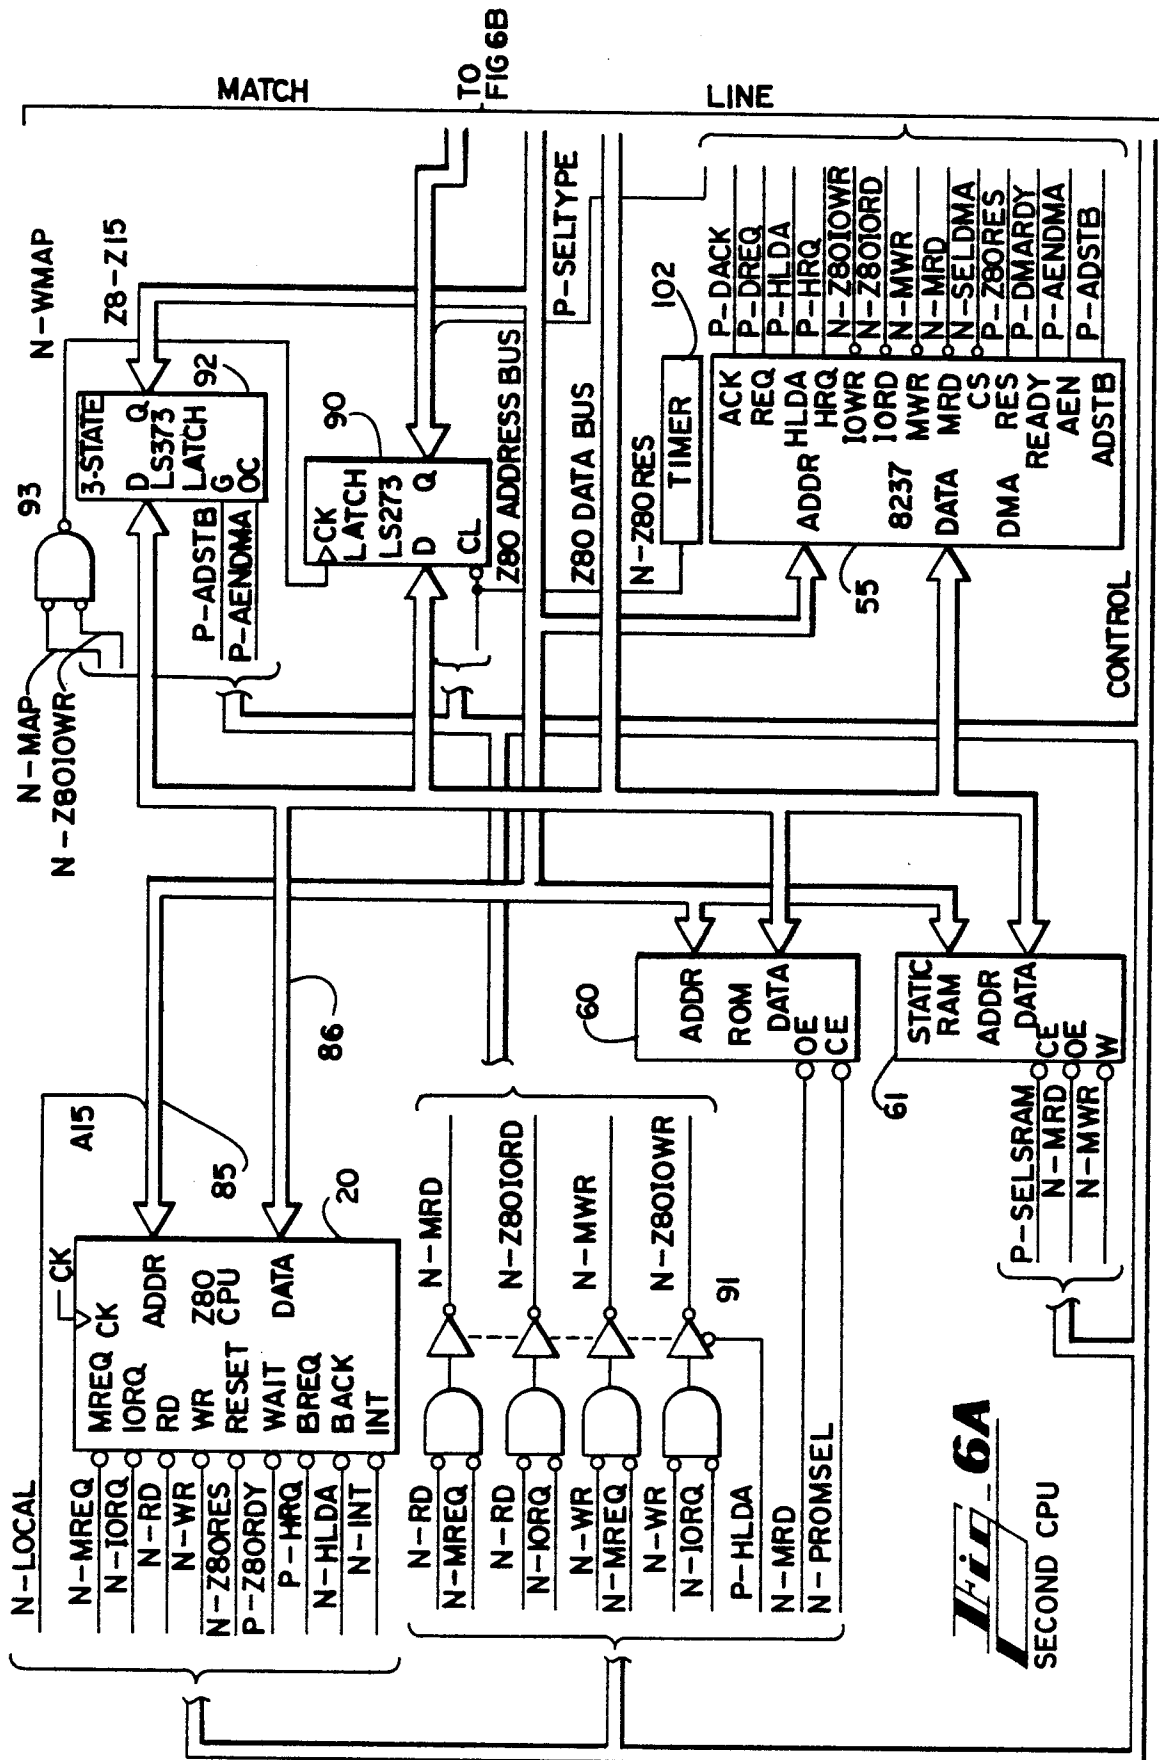 N-LOCAL
N-MREQ
N-IORQ
N-RD
N-WR
N-Z80RES
P-Z80RDY
P-HRQ
N-HLDA
N-INT
MREQ
CK
CK
IORQ
RD
WR
RESET
WAIT
BREQ
BACK
INT
ADDR
Z80
CPU
DATA
20
A15
85
86
N-MAP
N-Z80IOWR
93
N-WMAP
P-ADSTB
P-AENDMA
3-STATE
D Q
LS373
LATCH
G
OC
92
Z8-Z15
MATCH
CK
LATCH
LS273
D Q
CL
90
TO
FIG 6B
N-RD
N-MREQ
N-RD
N-IORQ
N-WR
N-MREQ
N-WR
N-IORQ
P-HLDA
N-MRD
N-PROMSEL
N-MRD
N-Z80IORD
N-MWR
N-Z80IOWR
91
Z80 ADDRESS BUS
P-SELTYPE
Z80 DATA BUS
N-Z80RES
TIMER
102
LINE
60
ADDR
ROM
DATA
OE
CE
ACK
REQ
HLDA
HRQ
IOWR
IORD
MWR
MRD
CS
RES
READY
AEN
ADSTB
ADDR
8237
DATA
DMA
55
P-DACK
P-DREQ
P-HLDA
P-HRQ
N-Z80IOWR
N-Z80IORD
N-MWR
N-MRD
N-SELDMA
P-Z80RES
P-DMARDY
P-AENDMA
P-ADSTB
61
STATIC
RAM
ADDR
DATA
CE
OE
W
P-SELSRAM
N-MRD
N-MWR
CONTROL
Fig-6A
SECOND CPU